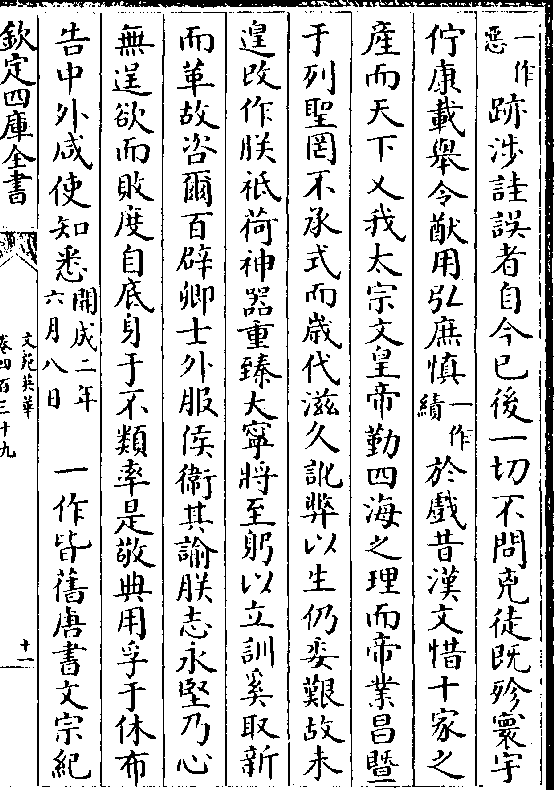 一作惡跡涉詿誤者自今已後一切不問兇徒既殄寰宇
佇康載舉令猷用弘庶慎一作績於戲昔漢文惜十家之
產而天下乂我太宗文皇帝勤四海之理而帝業昌暨
于列聖罔不承式而歲代滋久訛弊以生仍委艱故未
遑改作朕祇荷神器重臻大寧將至躬以立訓奚取新
而革故咨爾百辟卿士外服侯衛其諭朕志永堅乃心
無逞欲而敗度自底身于不類率是敬典用孚于休布
告中外咸使知悉開成二年六月八日　一作皆舊唐書文宗紀
欽定四庫全書
文苑英華
卷四百三十九
十一